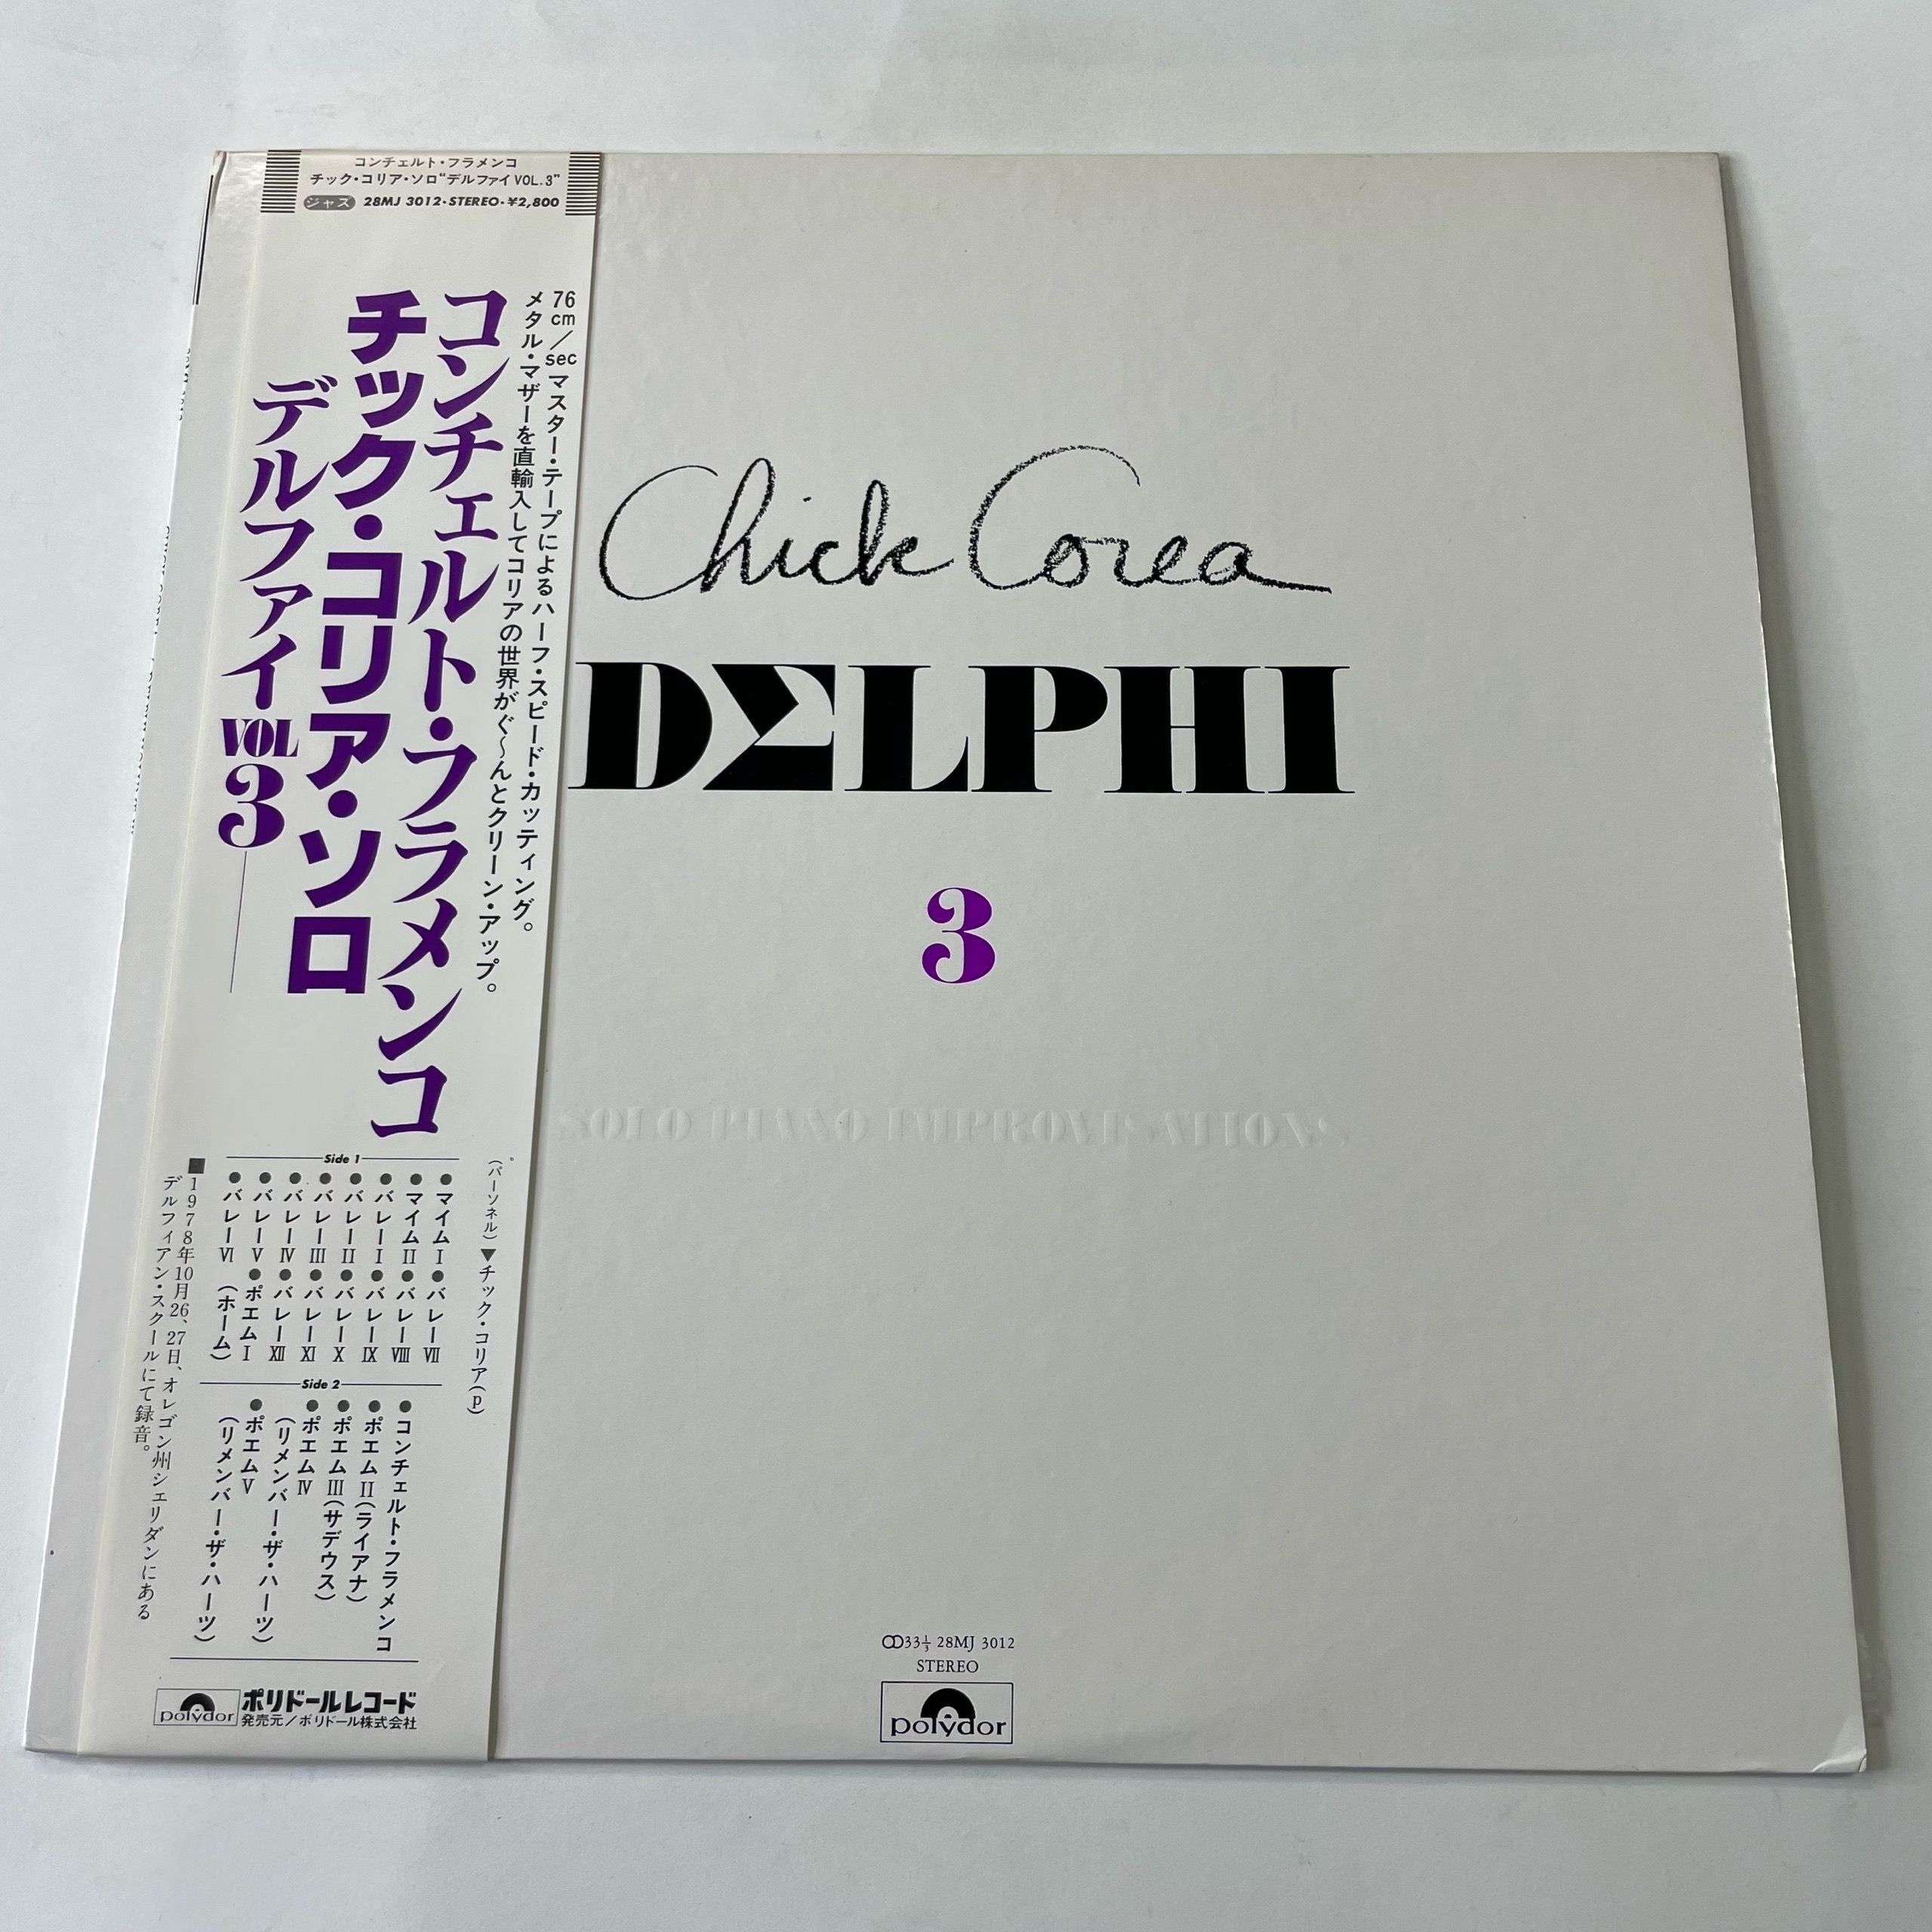 コンチェルト・フラメンコ
チック・コリア・ソロ“デルファイVOL.3”
ジャズ 28MJ 3012・STEREO・¥2,800
76cm/secマスター・テープによるハーフ・スピード・カッティング。
メタル・マザーを直輸入してコリアの世界がぐ〜んとクリーン・アップ。
コンチェルト・フラメンコ
チック・コリア・ソロ
デルファイVOL3
(パーソネル)▼チック・コリア(p)
Side 1
●マイムⅠ●バレーⅦ
●マイムⅡ●バレーⅧ
●バレーⅠ●バレーⅨ
●バレーⅡ●バレーⅩ
●バレーⅢ●バレーⅪ
●バレーⅣ●バレーⅫ
●バレーⅤ●ポエムⅠ
●バレーⅥ (ホーム)
Side 2
●コンチェルト・フラメンコ
●ポエムⅡ(ライアナ)
●ポエムⅢ(サデウス)
●ポエムⅣ
(リメンバー・ザ・ハーツ)
●ポエムⅤ
(リメンバー・ザ・ハーツ)
■1978年10月26、27日、オレゴン州シェリダンにある
デルフィアン・スクールにて録音。
polydor ポリドールレコード
発売元/ポリドール株式会社
Chick Corea
DΣLPHI
3
SOLO PIANO IMPROVISATIONS
33⅓ 28MJ 3012
STEREO
polydor